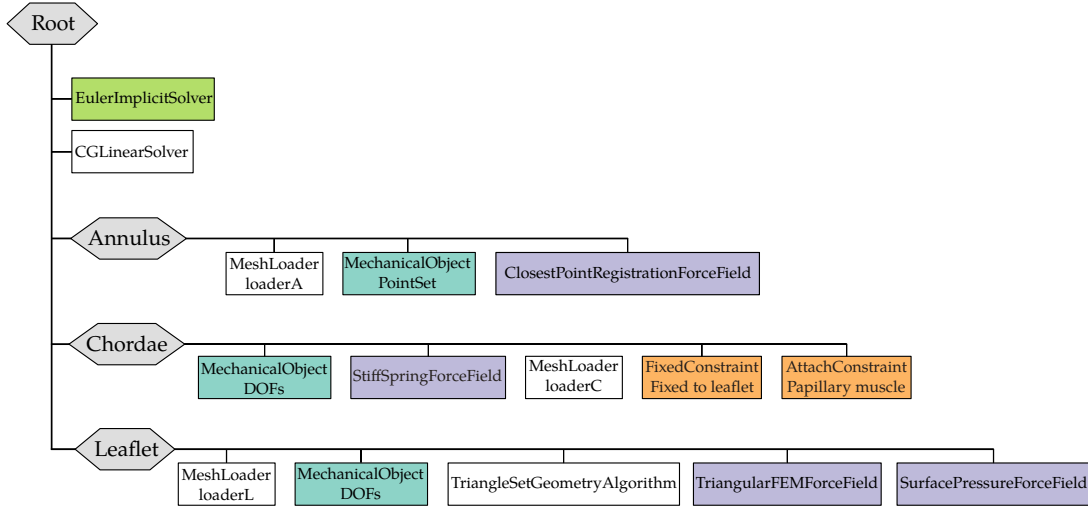 Root
EulerImplicitSolver
CGLinearSolver
Annulus
MeshLoader
loaderA
MechanicalObject
PointSet
ClosestPointRegistrationForceField
Chordae
MechanicalObject
DOFs
StiffSpringForceField
MeshLoader
loaderC
FixedConstraint
Fixed to leaflet
AttachConstraint
Papillary muscle
Leaflet
MeshLoader
loaderL
MechanicalObject
DOFs
TriangleSetGeometryAlgorithm
TriangularFEMForceField
SurfacePressureForceField